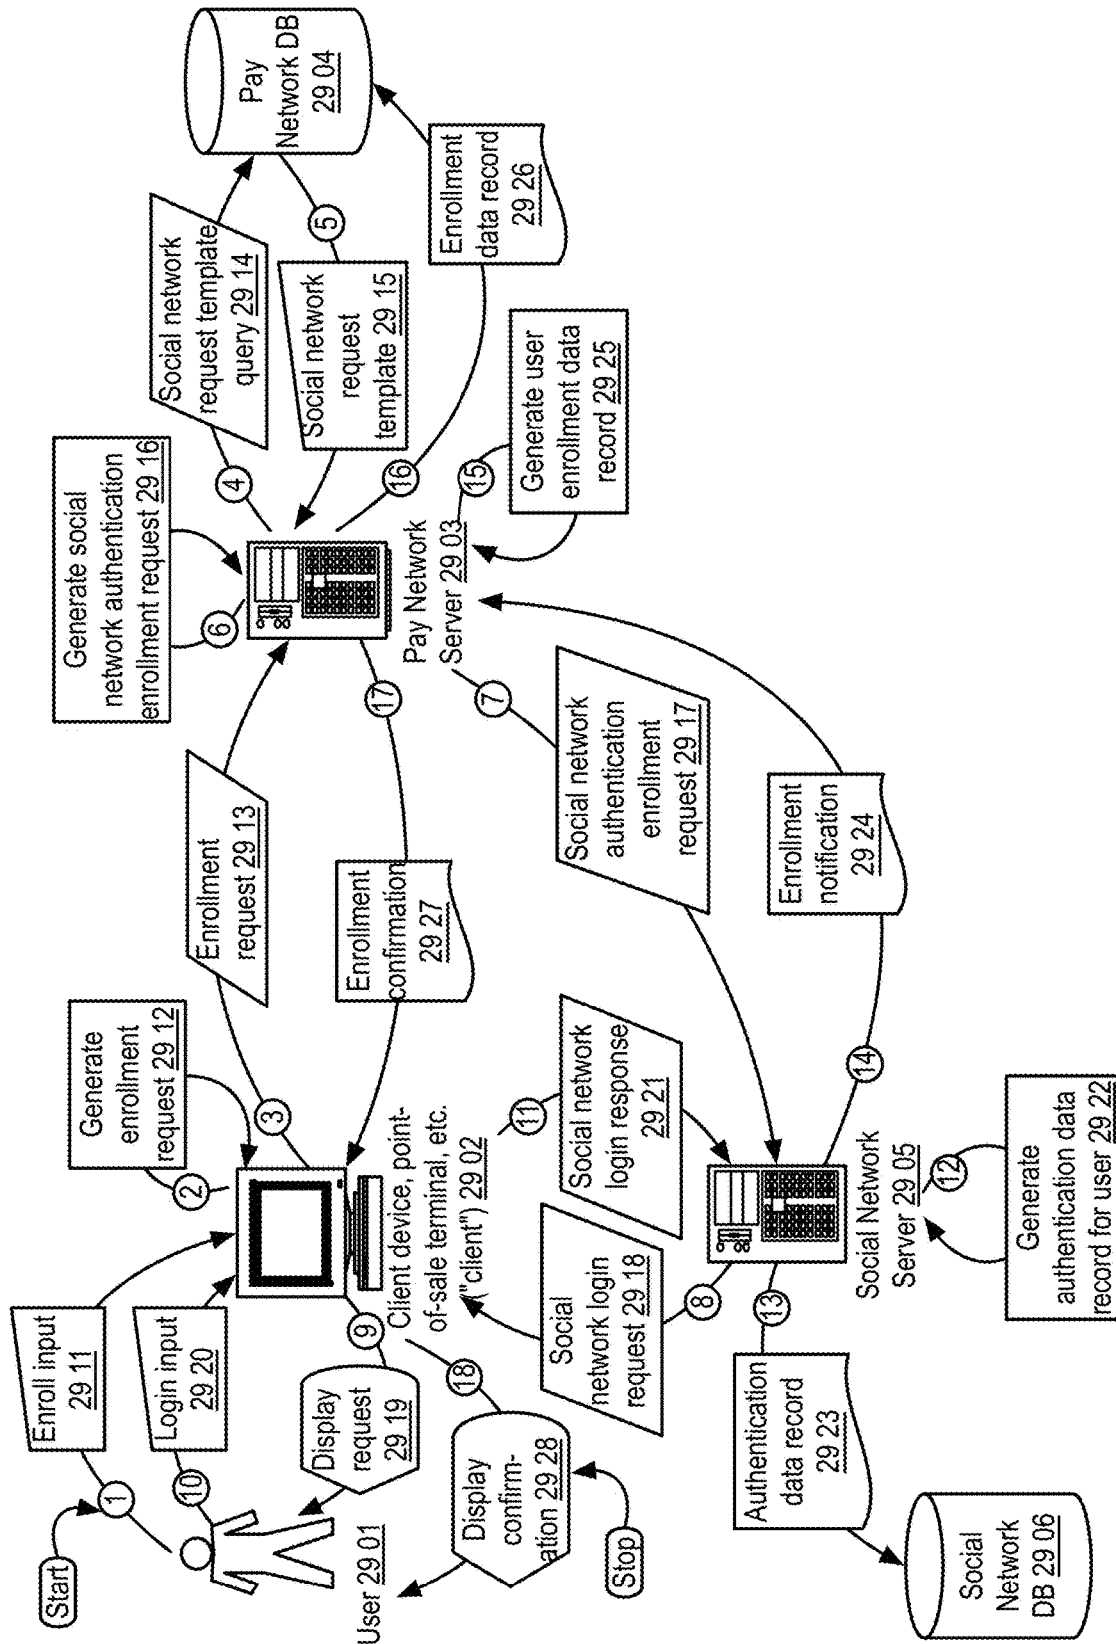 Start
1
Enroll input
29 11
10
Login input
29 20
User 29 01
Display
request
29 19
9
Display
confirm-
ation 29 28
18
Stop
2
Generate
enrollment
request 29 12
Client device, point-
of-sale terminal, etc.
("client") 29 02
3
Enrollment
request 29 13
Enrollment
confirmation
29 27
17
6
Generate social
network authentication
enrollment request 29 16
Pay Network
Server 29 03
4
Social network
request template
query 29 14
5
Social network
request
template 29 15
Pay
Network DB
29 04
16
Enrollment
data record
29 26
15
Generate user
enrollment data
record 29 25
7
Social network
authentication
enrollment
request 29 17
8
Social
network login
request 29 18
11
Social network
login response
29 21
Social Network
Server 29 05
12
Generate
authentication data
record for user 29 22
13
Authentication
data record
29 23
Social
Network
DB 29 06
14
Enrollment
notification
29 24